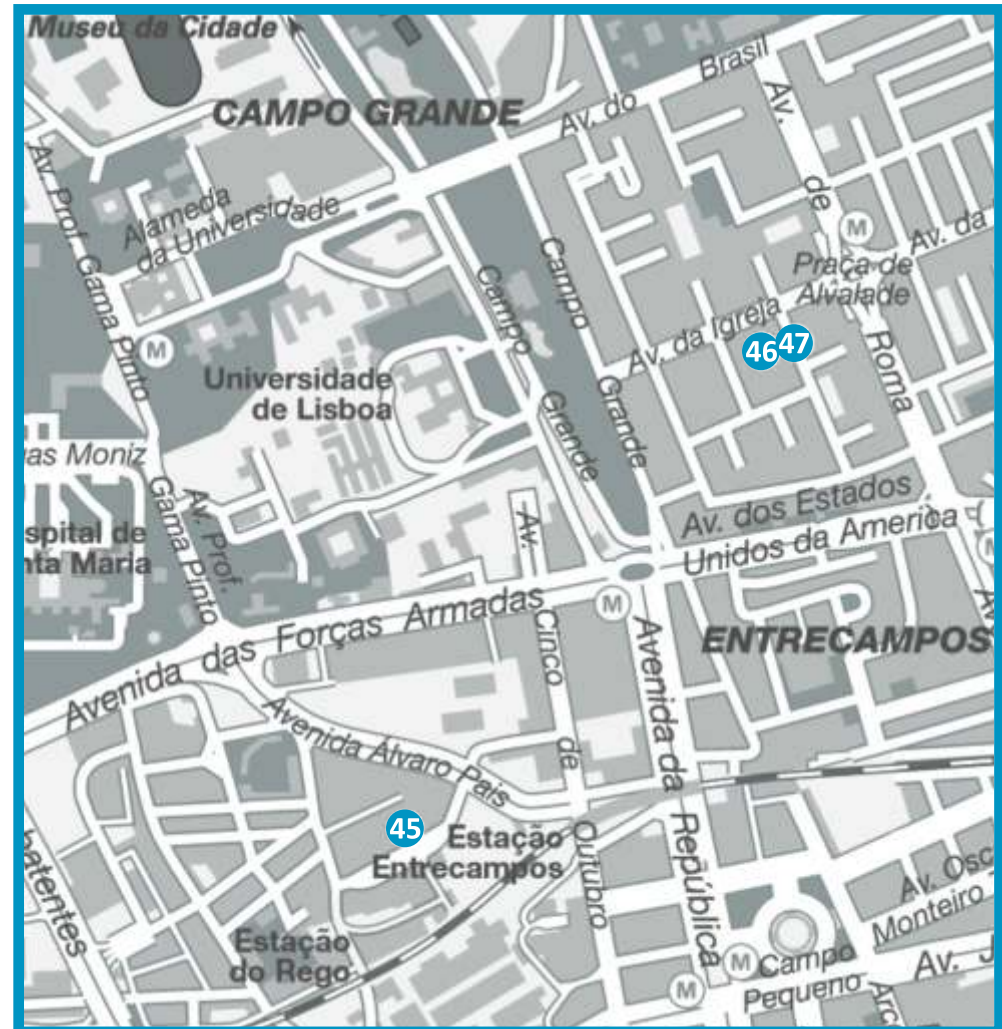 Museu da Cidade
CAMPO GRANDE
Av. do
Brasil
Av.
de
Roma
Av. Prof. Gama Pinto
Alameda
da Universidade
M
Av. da
Praça de
Alvalade
Campo
Grande
Campo
Grande
Av. da Igreja
46
47
M
Universidade
de Lisboa
Moniz
Gama Pinto
Av. Prof.
spital de
nta Maria
Av. dos Estados
Unidos da America
M
Av.
Cinco
de
Outubro
Avenida das Forças Armadas
M
Avenida da
República
ENTRECAMPOS
Av
Avenida Álvaro Pais
45
Estação
Entrecampos
batentes
Estação
do Rego
Av. Osc
Monteiro
M
Campo
Pequeno
M
Av. J
Arc